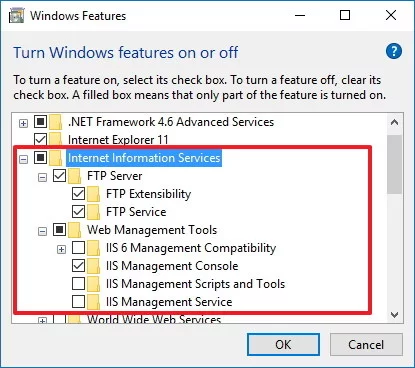 Windows Features
Turn Windows features on or off
?
To turn a feature on, select its check box. To turn a feature off, clear its
check box. A filled box means that only part of the feature is turned on.
.NET Framework 4.6 Advanced Services
Internet Explorer 11
Internet Information Services
FTP Server
FTP Extensibility
FTP Service
Web Management Tools
IIS 6 Management Compatibility
IIS Management Console
IIS Management Scripts and Tools
IIS Management Service
World Wide Web Services
OK
Cancel